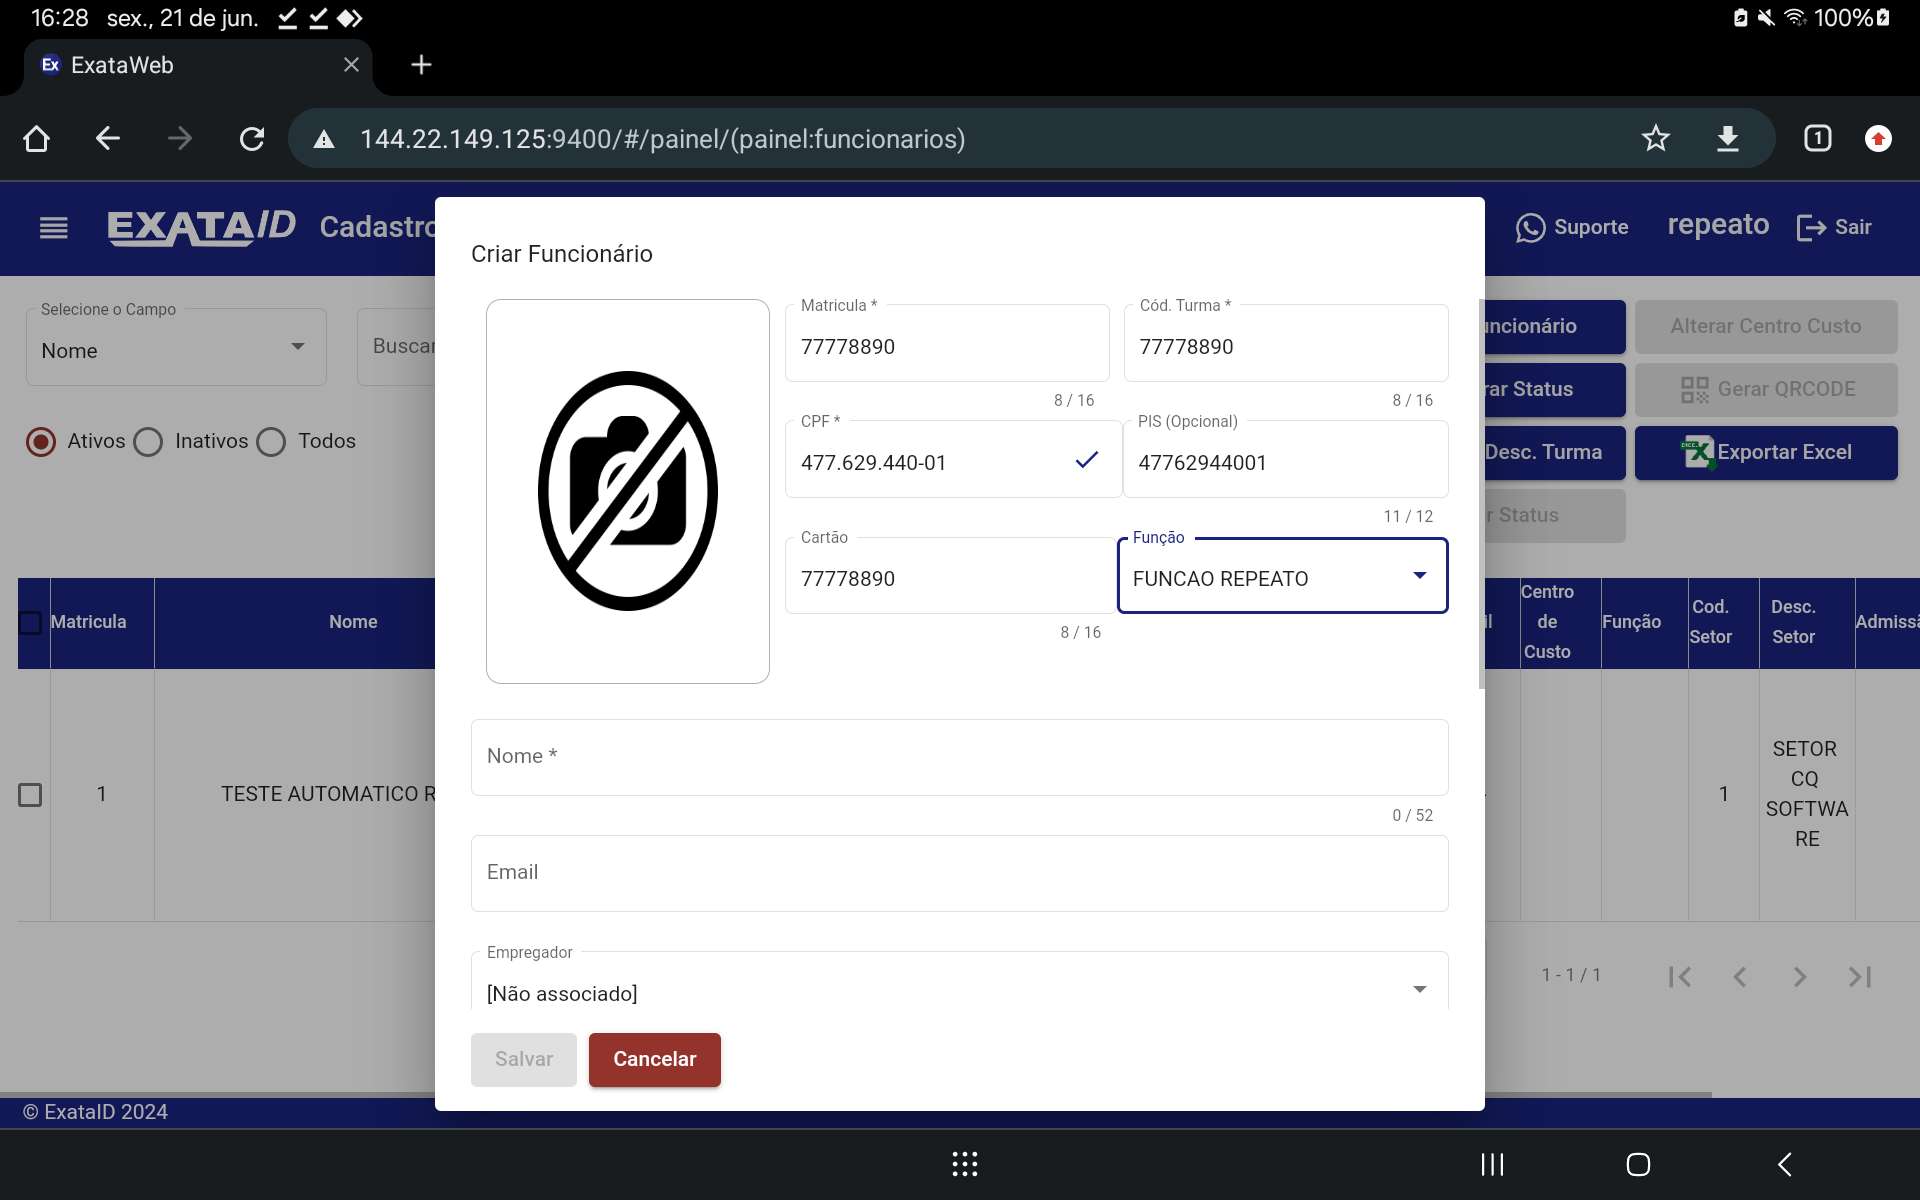 16:28 sex., 21 de jun. 100%
Ex ExataWeb
144.22.149.125:9400/#/painel/(painel:funcionarios)
1
EXATAID Cadastro Suporte repeato Sair
Criar Funcionário
Selecione o Campo
Nome
Buscar
Ativos Inativos Todos
Matricula *
77778890
8 / 16
Cód. Turma *
77778890
8 / 16
CPF *
477.629.440-01
PIS (Opcional)
47762944001
11 / 12
Cartão
77778890
8 / 16
Função
FUNCAO REPEATO
Nome *
0 / 52
Email
Empregador
[Não associado]
Salvar Cancelar
uncionário Alterar Centro Custo
rar Status Gerar QRCODE
Desc. Turma Exportar Excel
r Status
Matricula Nome il Centro de Custo Função Cod. Setor Desc. Setor Admissã
1 TESTE AUTOMATICO R 1 SETOR
CQ
SOFTWA
RE
1 - 1 / 1
© ExataID 2024